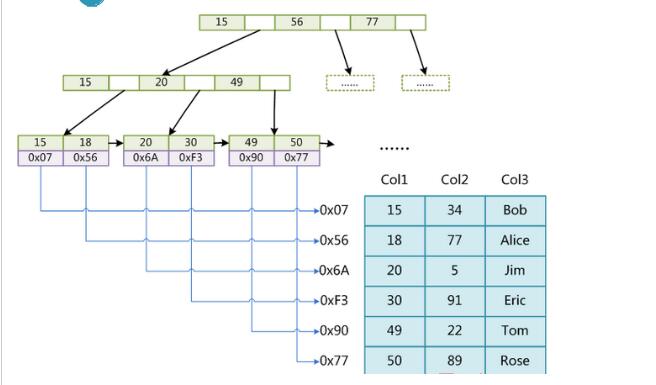 15 56 77
15 20 49 ...... ......
15 18 20 30 49 50
0x07 0x56 0x6A 0xF3 0x90 0x77
......
Col1 Col2 Col3
0x07 15 34 Bob
0x56 18 77 Alice
0x6A 20 5 Jim
0xF3 30 91 Eric
0x90 49 22 Tom
0x77 50 89 Rose